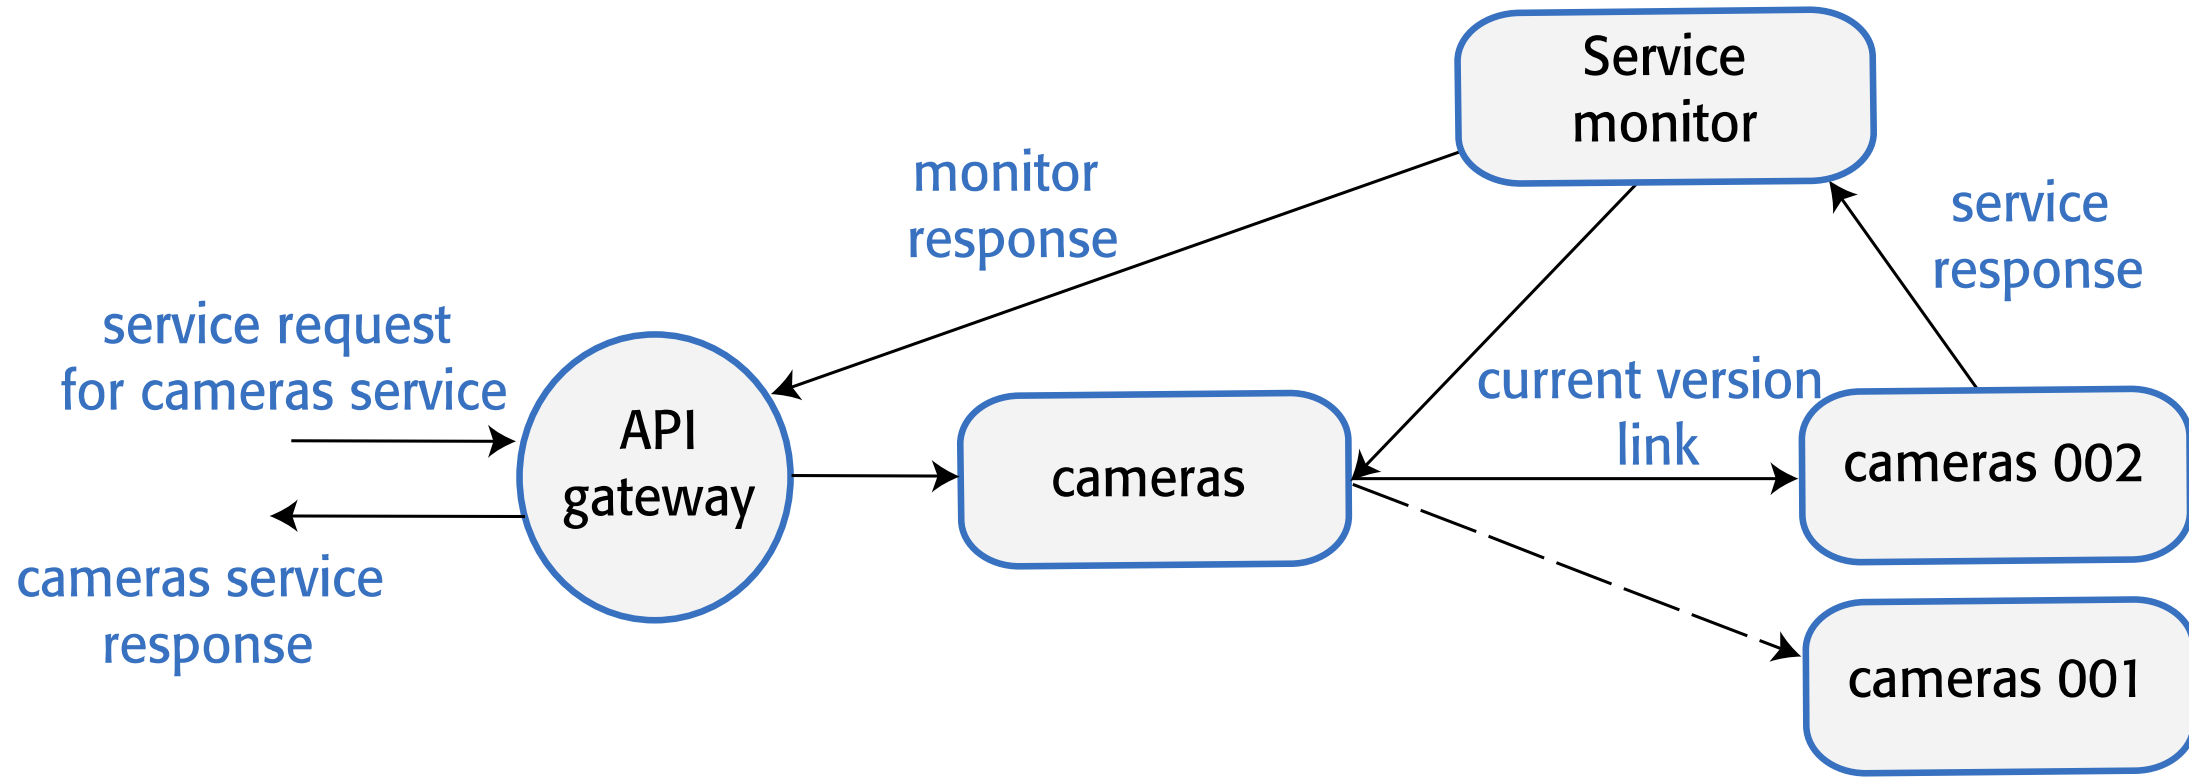 Service
monitor
monitor
response
service
response
service request
for cameras service
current version
link
API
gateway
cameras
cameras 002
cameras service
response
cameras 001